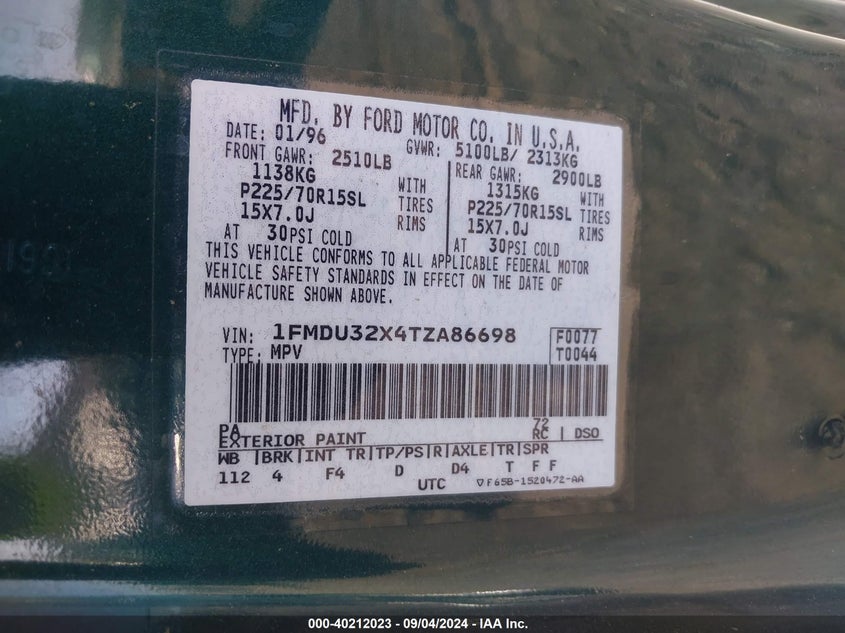 MFD. BY FORD MOTOR CO. IN U.S.A.
DATE: 01/96 GVWR: 5100LB/ 2313KG
FRONT GAWR: 2510LB REAR GAWR: 2900LB
1138KG WITH 1315KG WITH
P225/70R15SL TIRES P225/70R15SL TIRES
15X7.0J RIMS 15X7.0J RIMS
AT 30PSI COLD AT 30PSI COLD
THIS VEHICLE CONFORMS TO ALL APPLICABLE FEDERAL MOTOR
VEHICLE SAFETY STANDARDS IN EFFECT ON THE DATE OF
MANUFACTURE SHOWN ABOVE.
VIN: 1FMDU32X4TZA86698 F0077
TYPE: MPV T0044
PA 72
EXTERIOR PAINT RC DSO
WB BRK INT TR TP/PS R AXLE TR SPR
112 4 F4 D D4 T F F
UTC ▽F65B-1520472-AA
000-40212023 - 09/04/2024 - IAA Inc.